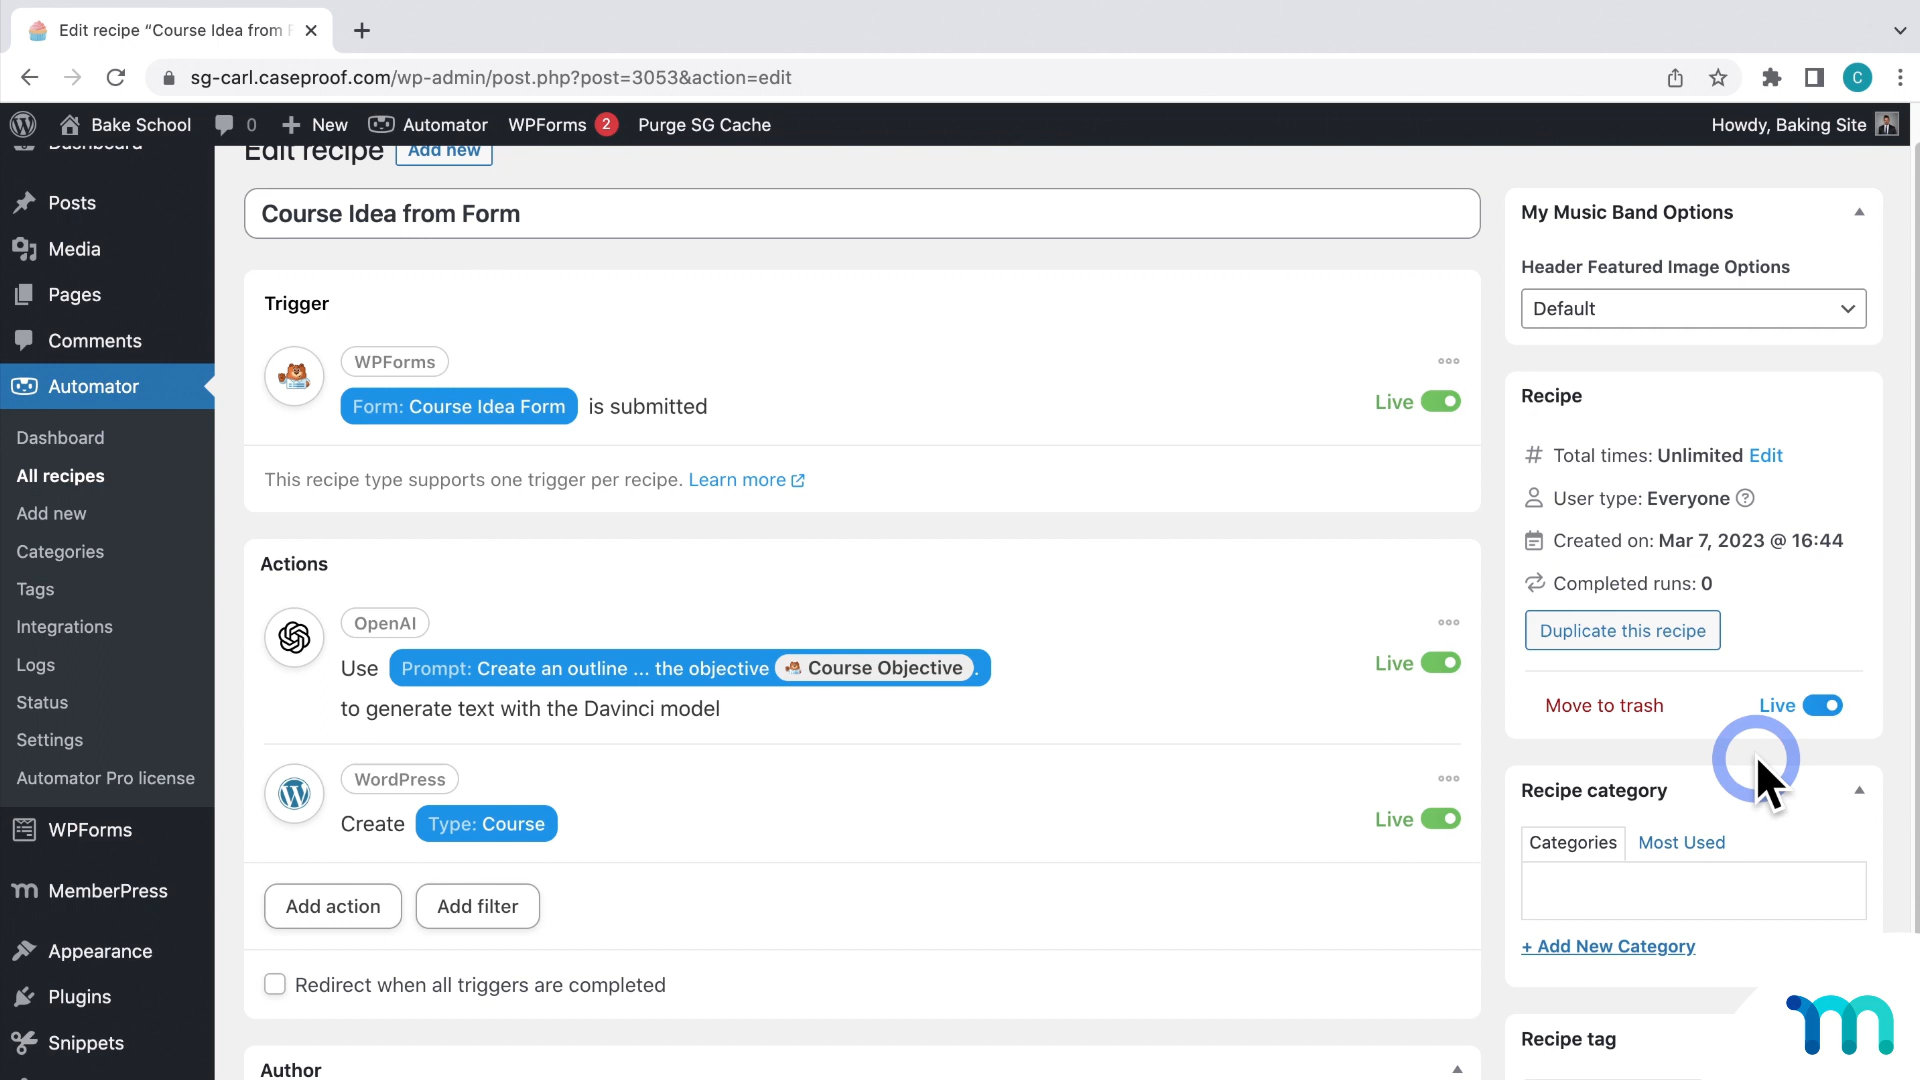 Edit recipe “Course Idea from F
sg-carl.caseproof.com/wp-admin/post.php?post=3053&action=edit
C
Bake School
0
New
Automator
WPForms
2
Purge SG Cache
Howdy, Baking Site
Dashboard
Posts
Media
Pages
Comments
Automator
Dashboard
All recipes
Add new
Categories
Tags
Integrations
Logs
Status
Settings
Automator Pro license
WPForms
MemberPress
Appearance
Plugins
Snippets
Edit recipe
Add new
Course Idea from Form
Trigger
WPForms
Form: Course Idea Form is submitted
Live
This recipe type supports one trigger per recipe. Learn more
Actions
OpenAI
Use Prompt: Create an outline ... the objective Course Objective .
to generate text with the Davinci model
Live
WordPress
Create Type: Course
Live
Add action
Add filter
Redirect when all triggers are completed
Author
My Music Band Options
Header Featured Image Options
Default
Recipe
Total times: Unlimited Edit
User type: Everyone
Created on: Mar 7, 2023 @ 16:44
Completed runs: 0
Duplicate this recipe
Move to trash
Live
Recipe category
Categories
Most Used
+ Add New Category
Recipe tag